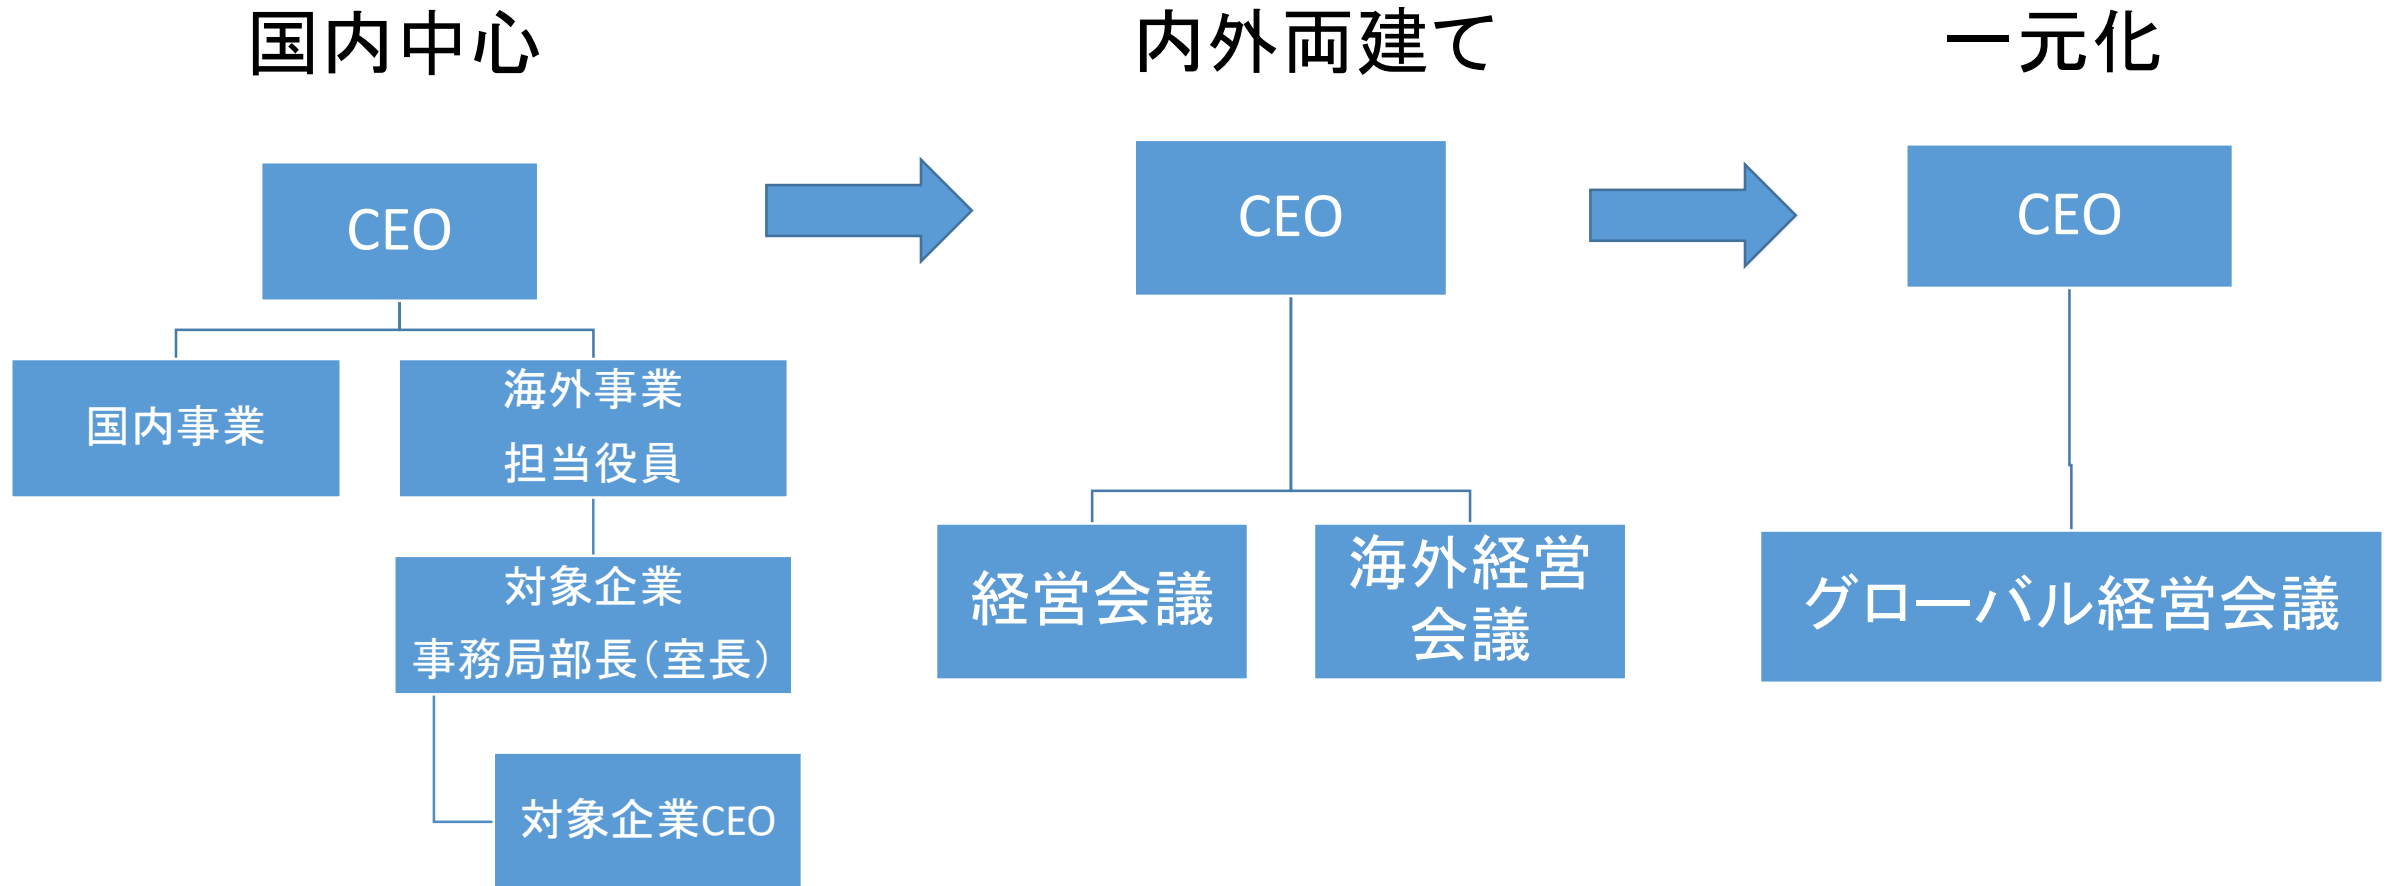 国内中心
内外両建て
一元化
CEO
CEO
CEO
国内事業
海外事業
担当役員
対象企業
事務局部長（室長）
対象企業CEO
経営会議
海外経営
会議
グローバル経営会議